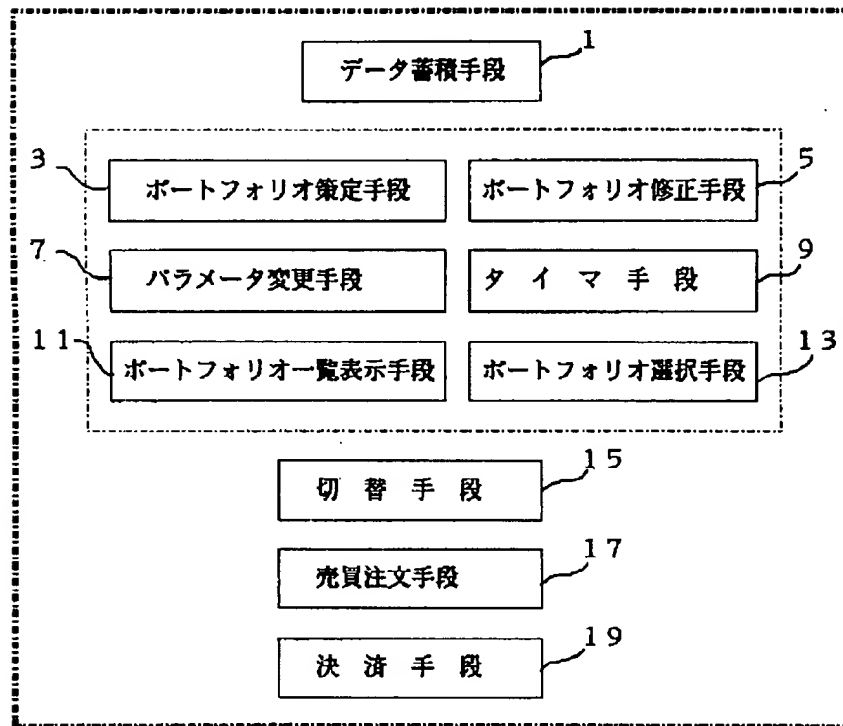 1
データ蓄積手段
3
ポートフォリオ策定手段
ポートフォリオ修正手段
5
7
パラメータ変更手段
タイマ手段
9
11
ポートフォリオ一覧表示手段
ポートフォリオ選択手段
13
切替手段
15
売買注文手段
17
決済手段
19